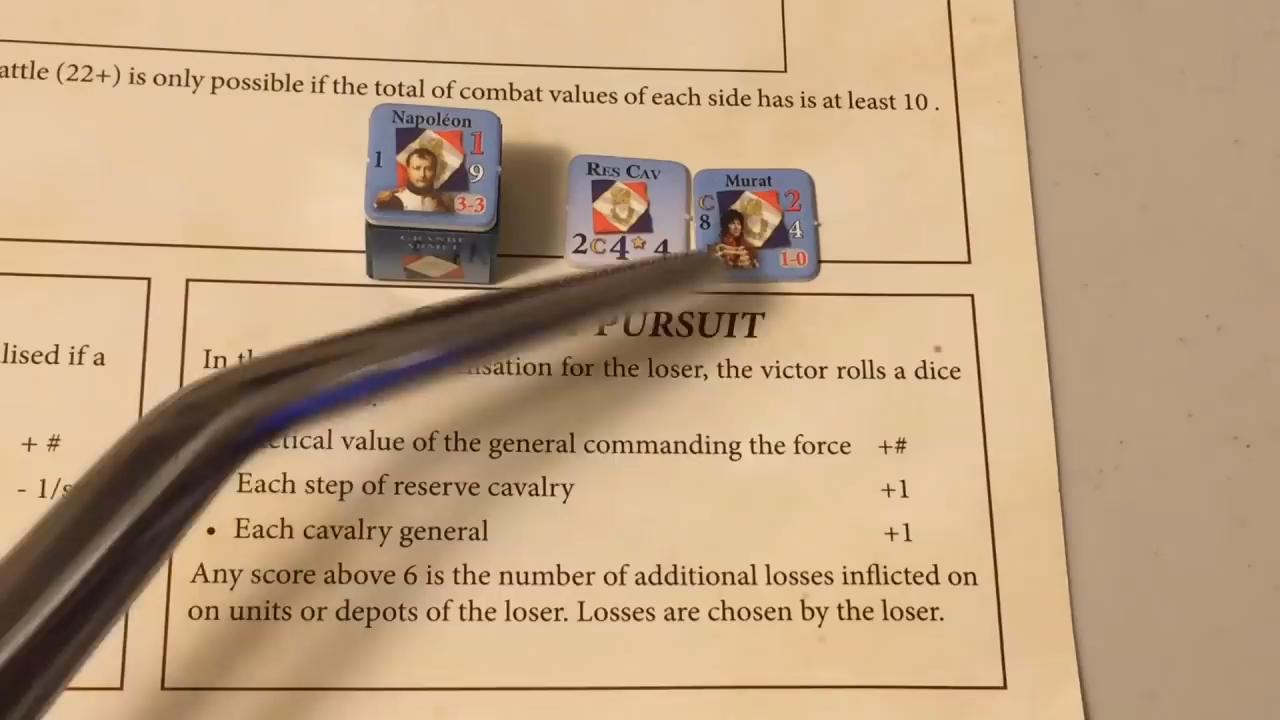 attle (22+) is only possible if the total of combat values of each side has is at least 10 .
Napoléon
1
1
9
3-3
GRANDE
ARMÉE
RES CAV
2C4 4
Murat
C
8
2
4
1-0
lised if a
+ #
- 1/s
PURSUIT
In
sation for the loser, the victor rolls a dice
ctical value of the general commanding the force +#
Each step of reserve cavalry +1
• Each cavalry general +1
Any score above 6 is the number of additional losses inflicted on
on units or depots of the loser. Losses are chosen by the loser.